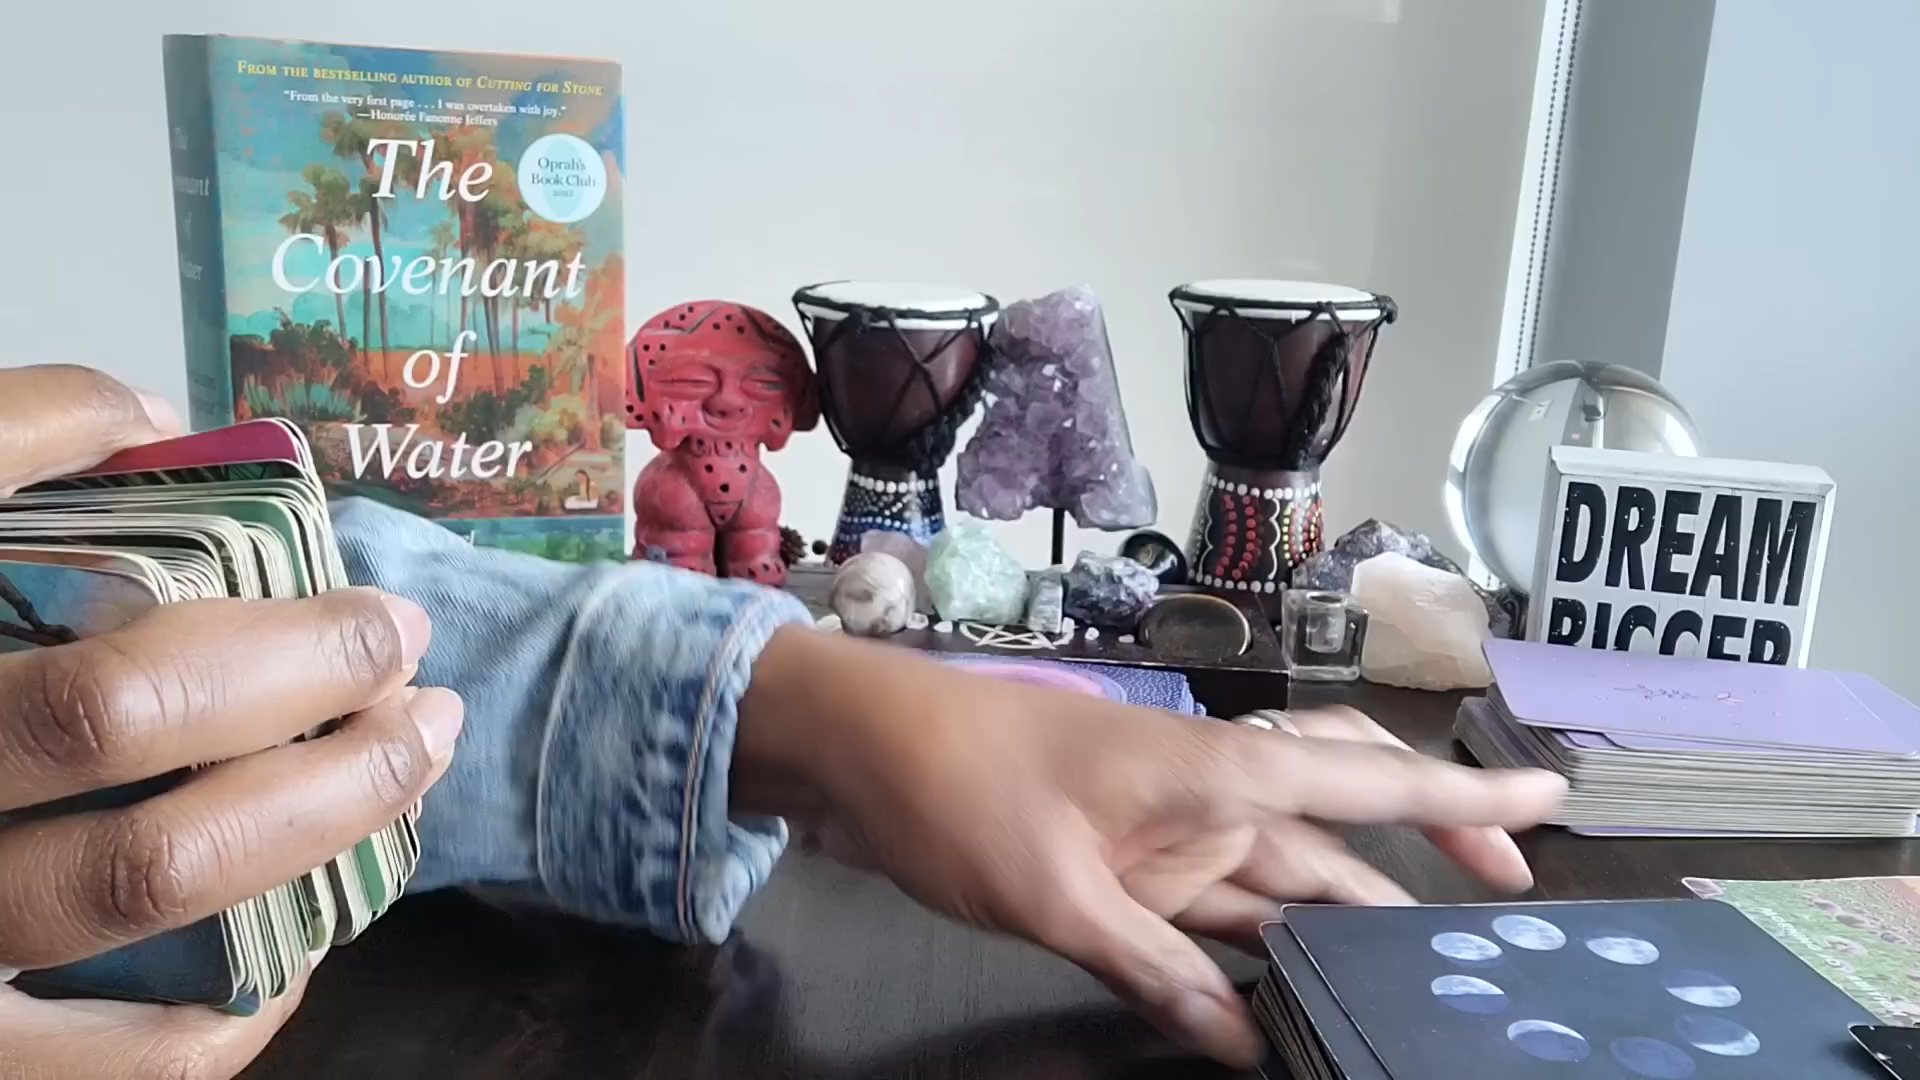 FROM THE BESTSELLING AUTHOR OF CUTTING FOR STONE
"From the very first page . . . I was overtaken with joy."
—Honorée Fanonne Jeffers
The
Covenant
of
Water
Oprah's
Book Club
The
of
Water
DREAM
BIGGER